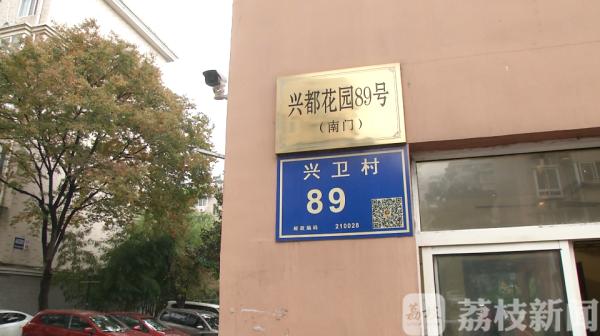 兴都花园89号
（南门）
兴卫村
89
邮政编码 210028
荔枝新闻